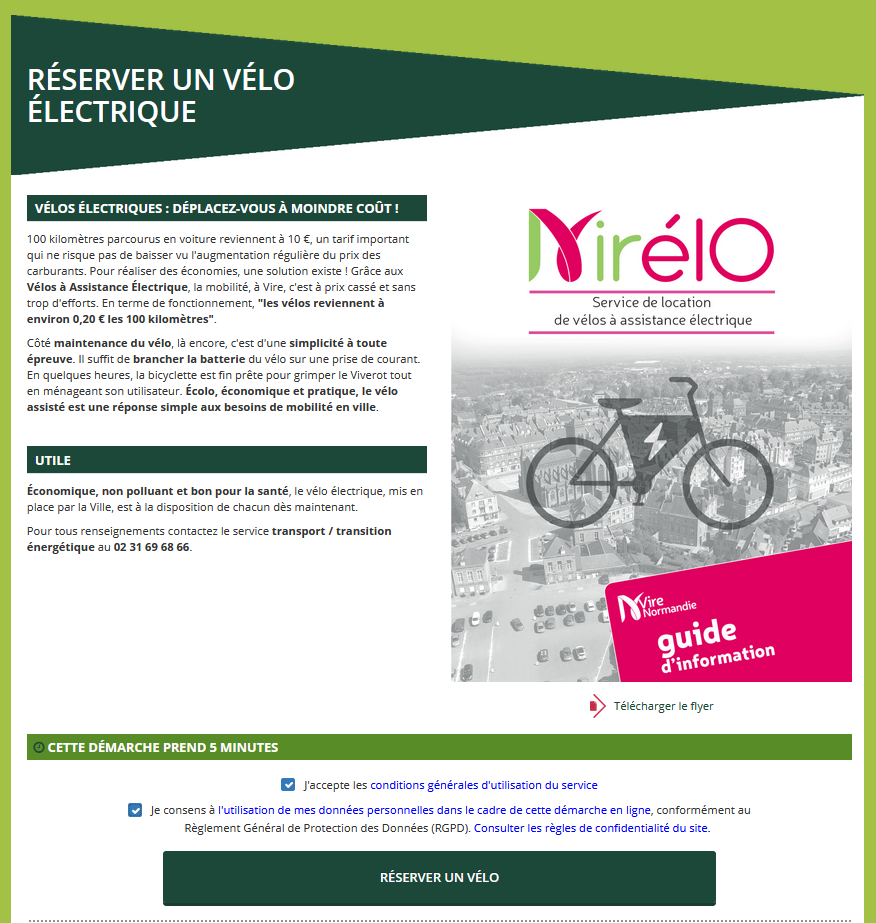 RÉSERVER UN VÉLO
ÉLECTRIQUE
VÉLOS ÉLECTRIQUES : DÉPLACEZ-VOUS À MOINDRE COÛT !
100 kilomètres parcourus en voiture reviennent à 10 €, un tarif important
qui ne risque pas de baisser vu l'augmentation régulière du prix des
carburants. Pour réaliser des économies, une solution existe ! Grâce aux
Vélos à Assistance Électrique, la mobilité, à Vire, c'est à prix cassé et sans
trop d'efforts. En terme de fonctionnement, "les vélos reviennent à
environ 0,20 € les 100 kilomètres".
Côté maintenance du vélo, là encore, c'est d'une simplicité à toute
épreuve. Il suffit de brancher la batterie du vélo sur une prise de courant.
En quelques heures, la bicyclette est fin prête pour grimper le Viverot tout
en ménageant son utilisateur. Écolo, économique et pratique, le vélo
assisté est une réponse simple aux besoins de mobilité en ville.
UTILE
Économique, non polluant et bon pour la santé, le vélo électrique, mis en
place par la Ville, est à la disposition de chacun dès maintenant.
Pour tous renseignements contactez le service transport / transition
énergétique au 02 31 69 68 66.
Virélo
Service de location
de vélos à assistance électrique
Vire
Normandie
guide
d'information
Télécharger le flyer
CETTE DÉMARCHE PREND 5 MINUTES
J'accepte les conditions générales d'utilisation du service
Je consens à l'utilisation de mes données personnelles dans le cadre de cette démarche en ligne, conformément au
Règlement Général de Protection des Données (RGPD). Consulter les règles de confidentialité du site.
RÉSERVER UN VÉLO